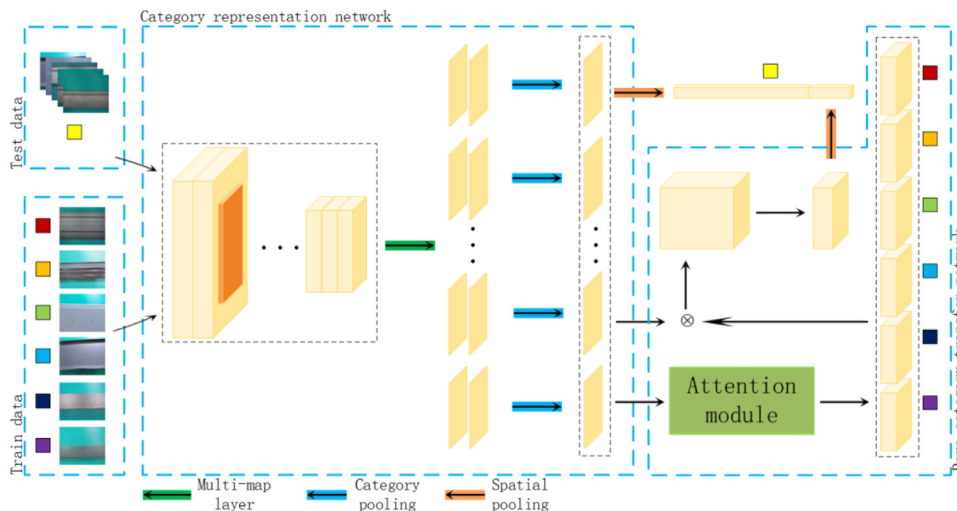 Category representation network
Test data
Train data
Attention
module
Multi-map
layer
Category
pooling
Spatial
pooling